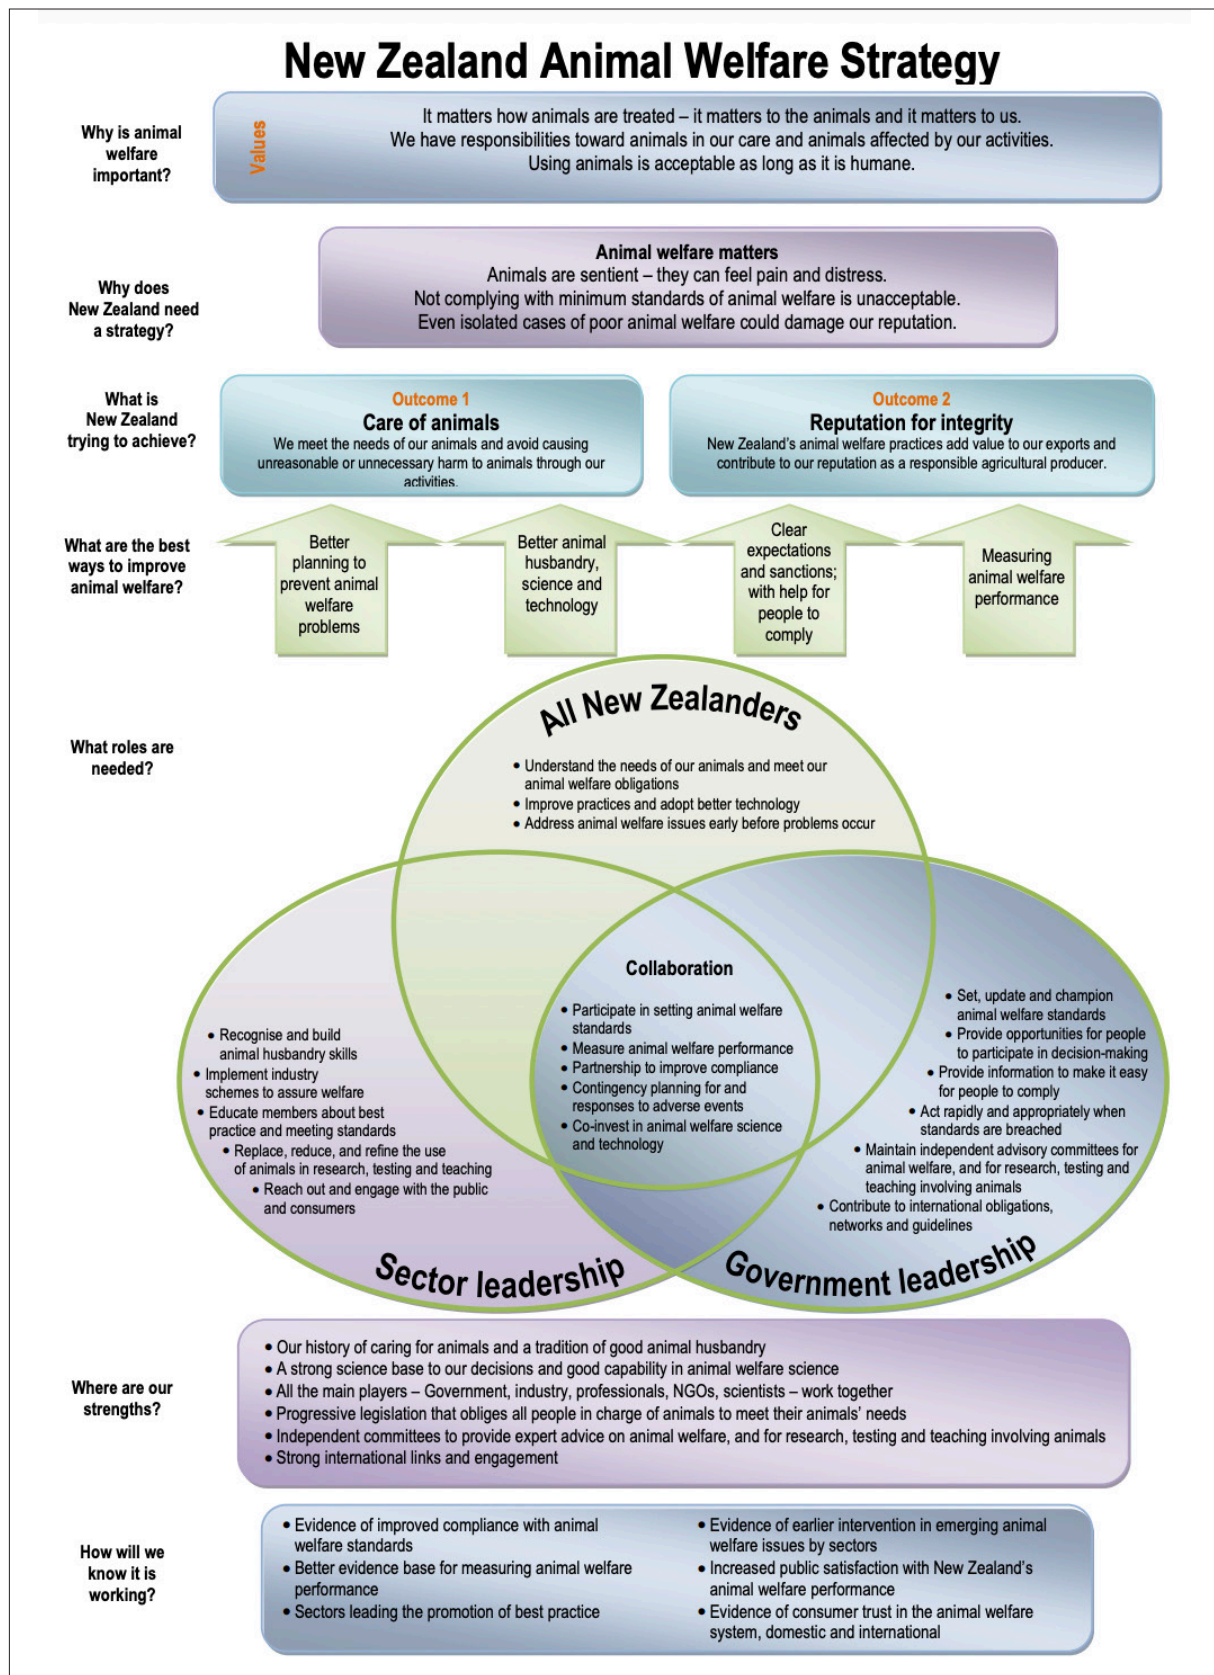 New Zealand Animal Welfare Strategy
Why is animal
welfare
important?
Values
It matters how animals are treated – it matters to the animals and it matters to us.
We have responsibilities toward animals in our care and animals affected by our activities.
Using animals is acceptable as long as it is humane.
Why does
New Zealand need
a strategy?
Animal welfare matters
Animals are sentient – they can feel pain and distress.
Not complying with minimum standards of animal welfare is unacceptable.
Even isolated cases of poor animal welfare could damage our reputation.
What is
New Zealand
trying to achieve?
Outcome 1
Care of animals
We meet the needs of our animals and avoid causing
unreasonable or unnecessary harm to animals through our
activities.
Outcome 2
Reputation for integrity
New Zealand's animal welfare practices add value to our exports and
contribute to our reputation as a responsible agricultural producer.
What are the best
ways to improve
animal welfare?
Better
planning to
prevent animal
welfare
problems
Better animal
husbandry,
science and
technology
Clear
expectations
and sanctions;
with help for
people to
comply
Measuring
animal welfare
performance
What roles are
needed?
All New Zealanders
• Understand the needs of our animals and meet our
animal welfare obligations
• Improve practices and adopt better technology
• Address animal welfare issues early before problems occur
Collaboration
• Participate in setting animal welfare
standards
• Measure animal welfare performance
• Partnership to improve compliance
• Contingency planning for and
responses to adverse events
• Co-invest in animal welfare science
and technology
• Recognise and build
animal husbandry skills
• Implement industry
schemes to assure welfare
• Educate members about best
practice and meeting standards
• Replace, reduce, and refine the use
of animals in research, testing and teaching
• Reach out and engage with the public
and consumers
Sector leadership
• Set, update and champion
animal welfare standards
• Provide opportunities for people
to participate in decision-making
• Provide information to make it easy
for people to comply
• Act rapidly and appropriately when
standards are breached
• Maintain independent advisory committees for
animal welfare, and for research, testing and
teaching involving animals
• Contribute to international obligations,
networks and guidelines
Government leadership
Where are our
strengths?
• Our history of caring for animals and a tradition of good animal husbandry
• A strong science base to our decisions and good capability in animal welfare science
• All the main players – Government, industry, professionals, NGOs, scientists – work together
• Progressive legislation that obliges all people in charge of animals to meet their animals' needs
• Independent committees to provide expert advice on animal welfare, and for research, testing and teaching involving animals
• Strong international links and engagement
How will we
know it is
working?
• Evidence of improved compliance with animal
welfare standards
• Better evidence base for measuring animal welfare
performance
• Sectors leading the promotion of best practice
• Evidence of earlier intervention in emerging animal
welfare issues by sectors
• Increased public satisfaction with New Zealand's
animal welfare performance
• Evidence of consumer trust in the animal welfare
system, domestic and international